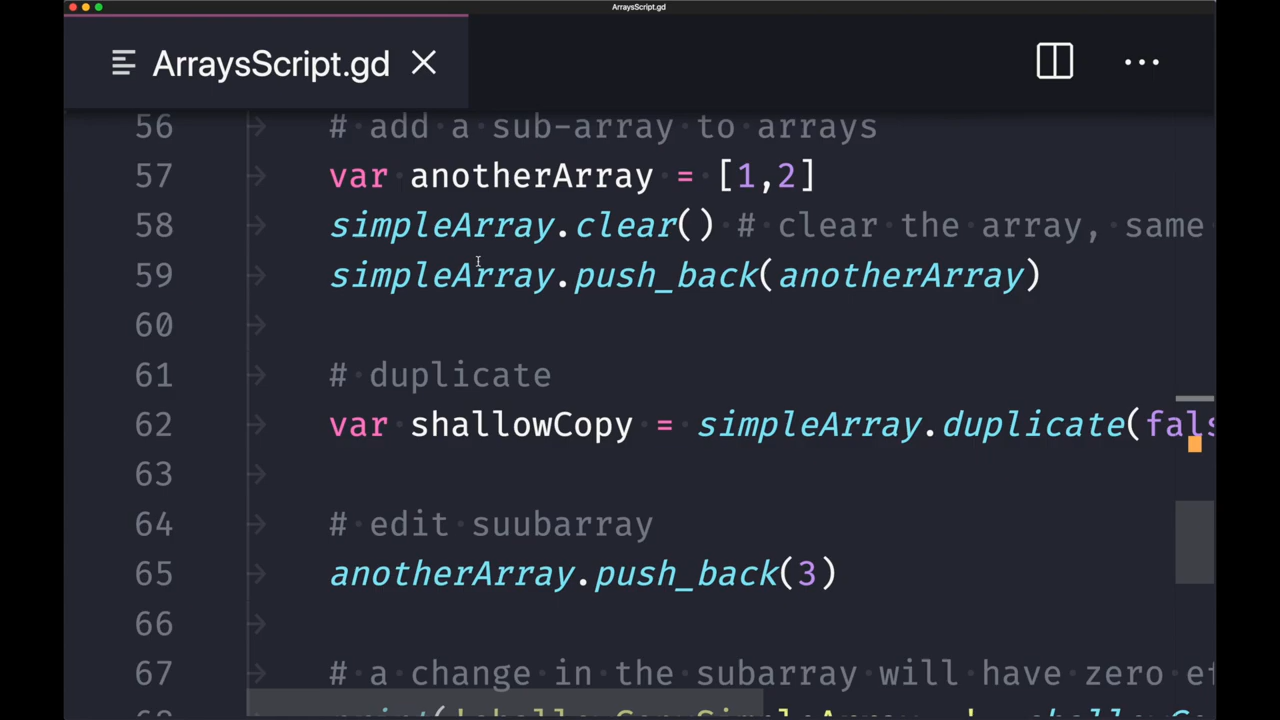 ArraysScript.gd
ArraysScript.gd
56 # add a sub-array to arrays
57 var anotherArray = [1,2]
58 simpleArray.clear() # clear the array, same
59 simpleArray.push_back(anotherArray)
60
61 # duplicate
62 var shallowCopy = simpleArray.duplicate(fals
63
64 # edit suubarray
65 anotherArray.push_back(3)
66
67 # a change in the subarray will have zero ef